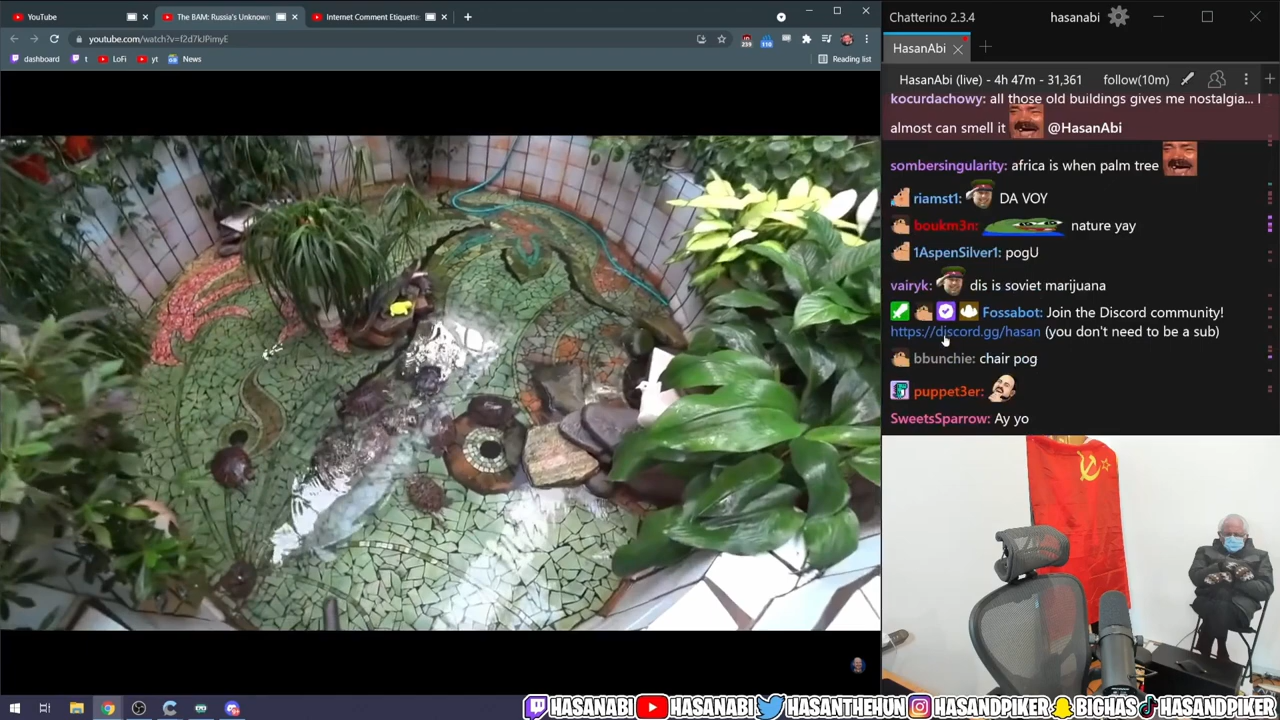 YouTube
The BAM: Russia's Unknown
Internet Comment Etiquette
youtube.com/watch?v=f2d7kJPimyE
239
110
dashboard
t
LoFi
yt
News
Reading list
Chatterino 2.3.4
hasanabi
HasanAbi
HasanAbi (live) - 4h 47m - 31,361
follow(10m)
kocurdachowy: all those old buildings gives me nostalgia... I
almost can smell it @HasanAbi
sombersingularity: africa is when palm tree
riamst1: DA VOY
boukm3n: nature yay
1AspenSilver1: pogU
vairyk: dis is soviet marijuana
Fossabot: Join the Discord community!
https://discord.gg/hasan (you don't need to be a sub)
bbunchie: chair pog
puppet3er:
SweetsSparrow: Ay yo
HASANABI HASANABI HASANTHEHUN HASANDPIKER BIGHAS HASANDPIKER